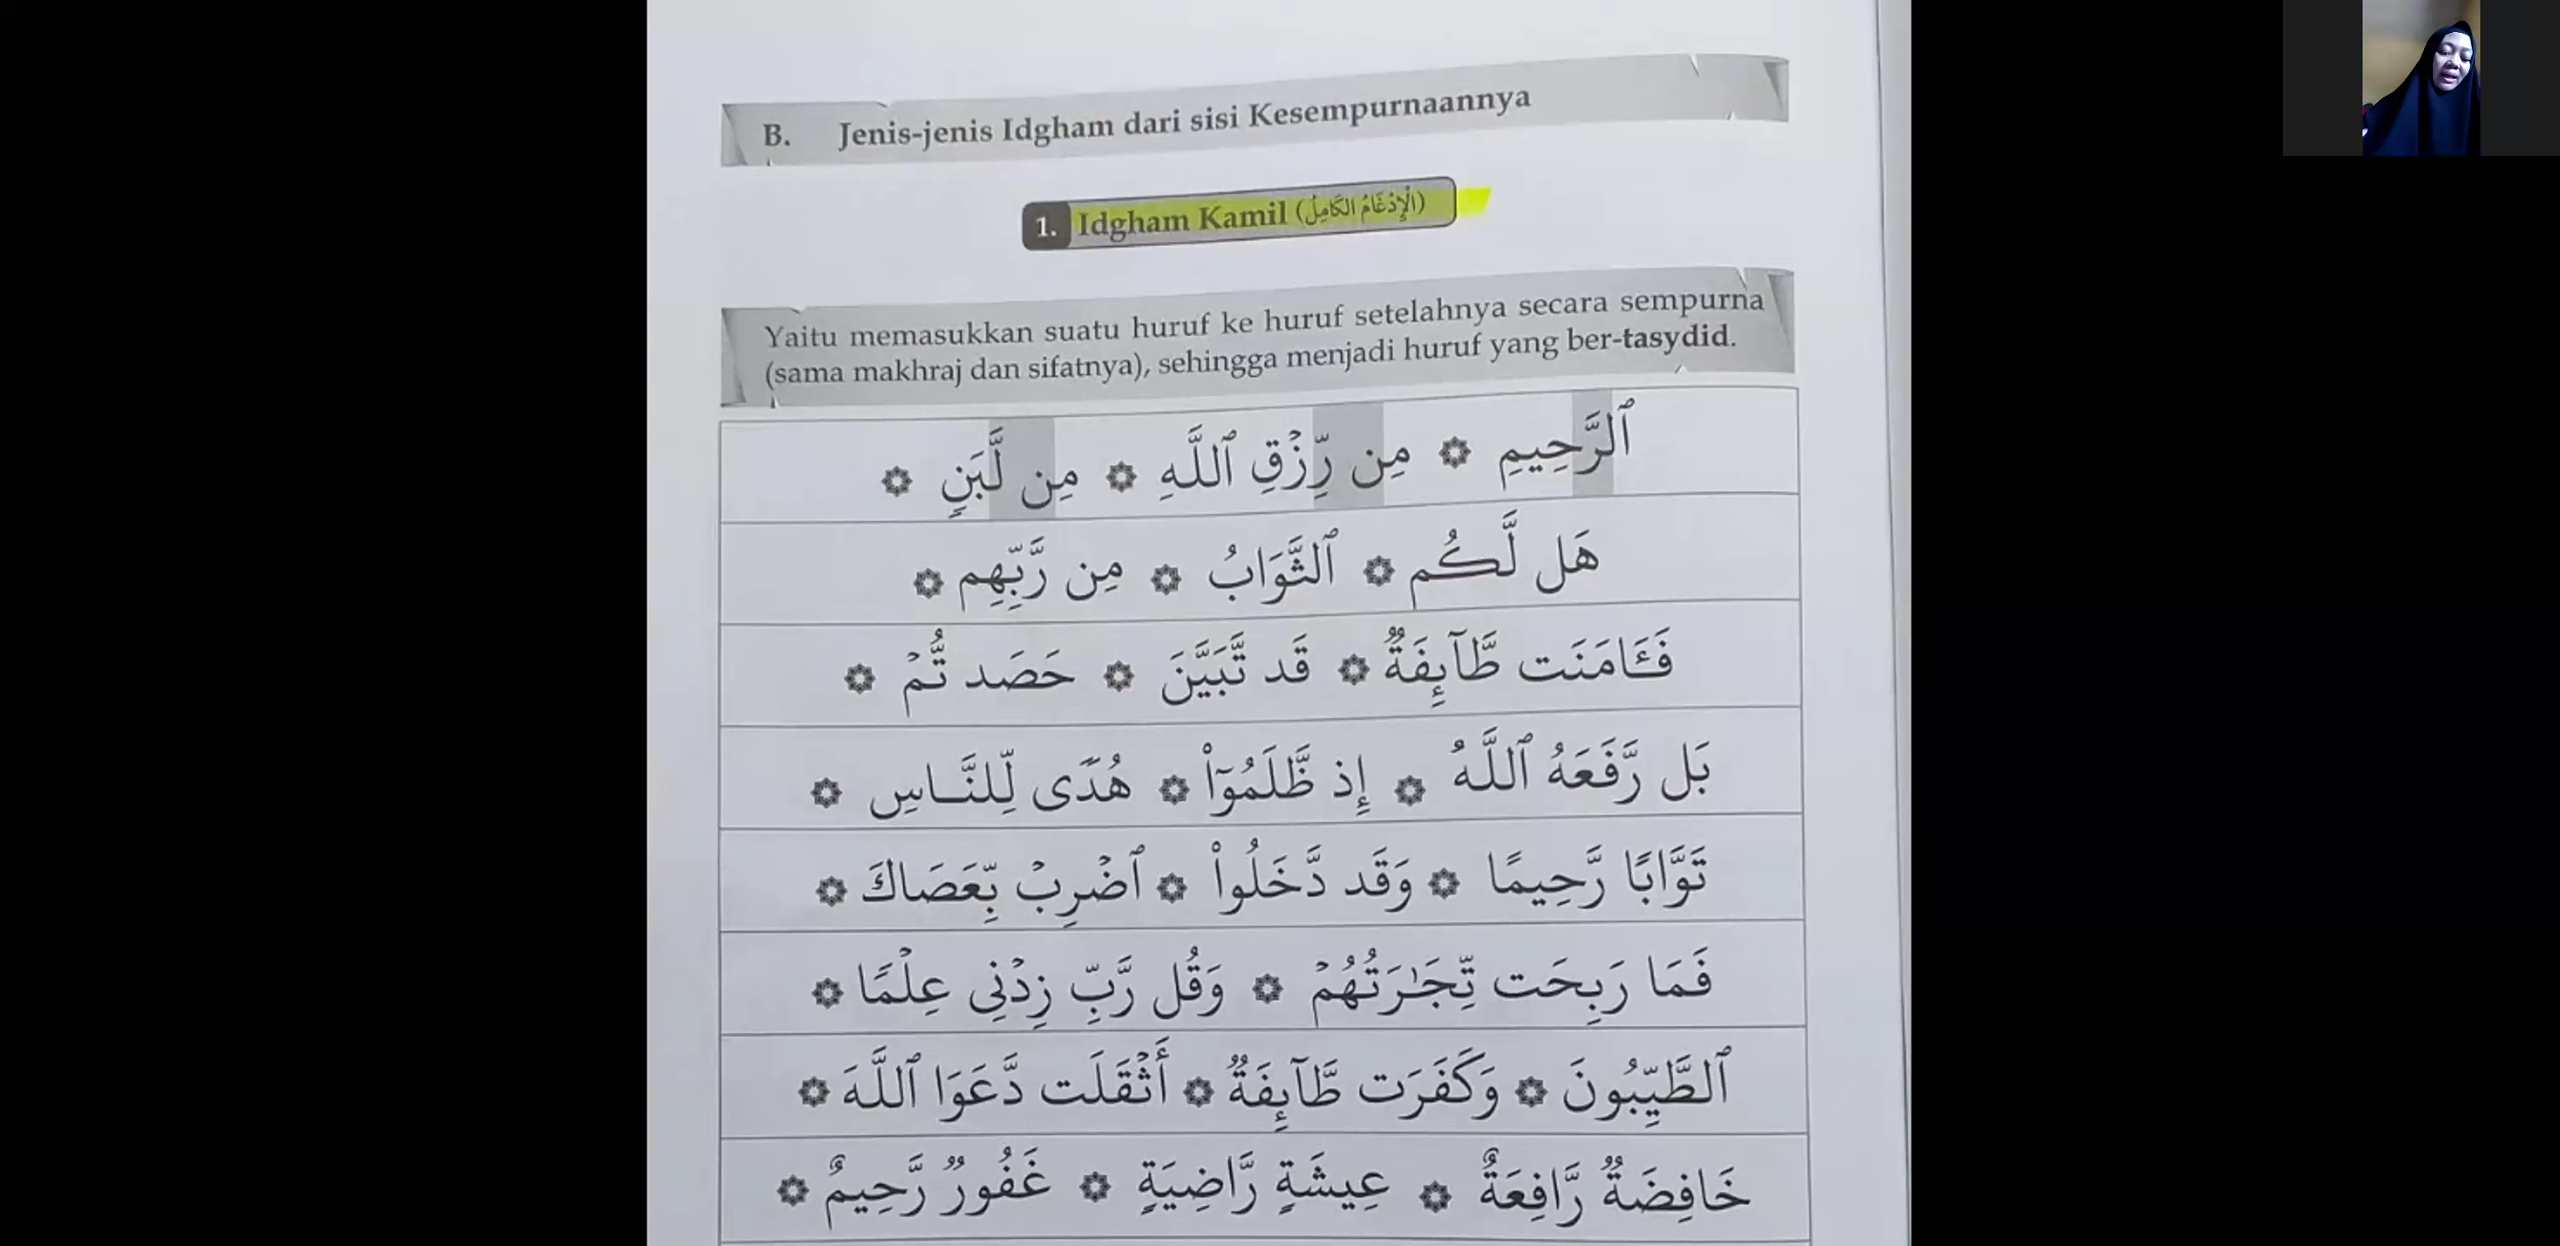 B. Jenis-jenis Idgham dari sisi Kesempurnaannya
1. Idgham Kamil (الْإِدْغَامُ الكَامِلُ)
Yaitu memasukkan suatu huruf ke huruf setelahnya secara sempurna
(sama makhraj dan sifatnya), sehingga menjadi huruf yang ber-tasydid.
ٱلرَّحِيمِ ۞ مِن رِّزۡقِ ٱللَّهِ ۞ مِن لَّبَنٍ ۞
هَل لَّكُم ۞ ٱلثَّوَابُ ۞ مِن رَّبِّهِم ۞
فَـَٔامَنَت طَّآئِفَةٌ ۞ قَد تَّبَيَّنَ ۞ حَصَد تُّمۡ ۞
بَل رَّفَعَهُ ٱللَّهُ ۞ إِذ ظَّلَمُوٓاْ ۞ هُدًى لِّلنَّـاسِ ۞
تَوَّابًا رَّحِيمًا ۞ وَقَد دَّخَلُواْ ۞ ٱضۡرِبۡ بِّعَصَاكَ ۞
فَمَا رَبِحَت تِّجَٰرَتُهُمۡ ۞ وَقُل رَّبِّ زِدۡنِي عِلۡمًا ۞
ٱلطَّيِّبُونَ ۞ وَكَفَرَت طَّآئِفَةٌ ۞ أَثۡقَلَت دَّعَوَا ٱللَّهَ ۞
خَافِضَةٌ رَّافِعَةٌ ۞ عِيشَةٍ رَّاضِيَةٍ ۞ غَفُورٌ رَّحِيمٌ ۞